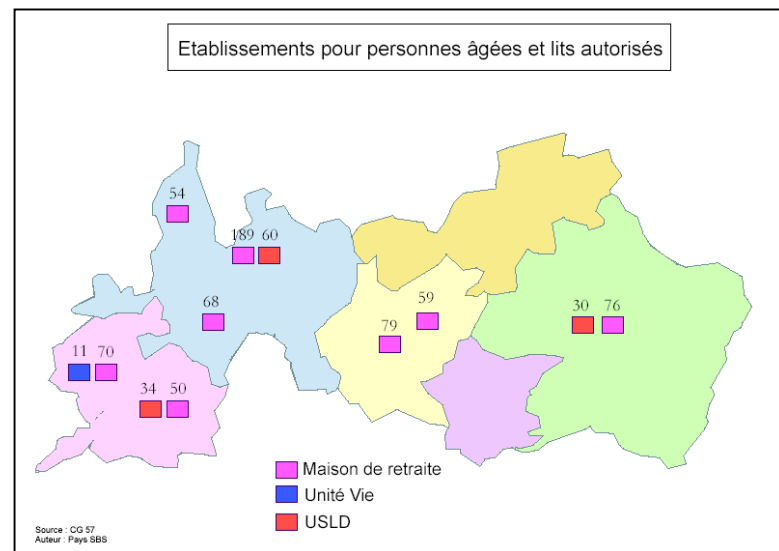 Etablissements pour personnes âgées et lits autorisés
54
189 60
68
59
79
30 76
11 70
34 50
Maison de retraite
Unité Vie
USLD
Source : CG 57
Auteur : Pays SBS